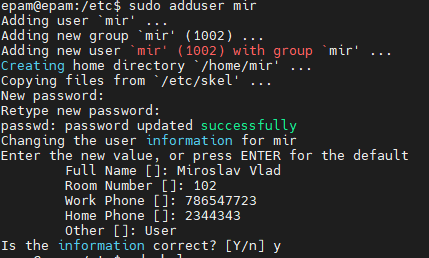 epam@epam:/etc$ sudo adduser mir
Adding user `mir' ...
Adding new group `mir' (1002) ...
Adding new user `mir' (1002) with group `mir' ...
Creating home directory `/home/mir' ...
Copying files from `/etc/skel' ...
New password:
Retype new password:
passwd: password updated successfully
Changing the user information for mir
Enter the new value, or press ENTER for the default
Full Name []: Miroslav Vlad
Room Number []: 102
Work Phone []: 786547723
Home Phone []: 2344343
Other []: User
Is the information correct? [Y/n] y